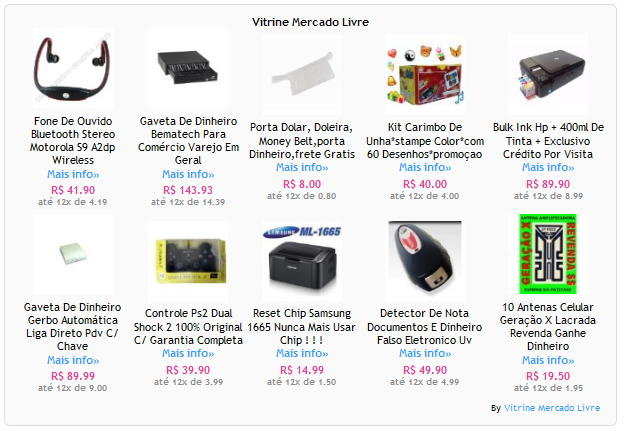 Vitrine Mercado Livre
Fone De Ouvido
Bluetooth Stereo
Motorola S9 A2dp
Wireless
Mais info»
R$ 41.90
até 12x de 4.19
Gaveta De Dinheiro
Bematech Para
Comércio Varejo Em
Geral
Mais info»
R$ 143.93
até 12x de 14.39
Porta Dolar, Doleira,
Money Belt,porta
Dinheiro,frete Gratis
Mais info»
R$ 8.00
até 12x de 0.80
Kit Carimbo De
Unha*stampe Color*com
60 Desenhos*promoçao
Mais info»
R$ 40.00
até 12x de 4.00
Bulk Ink Hp + 400ml De
Tinta + Exclusivo
Crédito Por Visita
Mais info»
R$ 89.90
até 12x de 8.99
Gaveta De Dinheiro
Gerbo Automática
Liga Direto Pdv C/
Chave
Mais info»
R$ 89.99
até 12x de 9.00
Controle Ps2 Dual
Shock 2 100% Original
C/ Garantia Completa
Mais info»
R$ 39.90
até 12x de 3.99
SAMSUNG ML-1665
Reset Chip Samsung
1665 Nunca Mais Usar
Chip ! ! !
Mais info»
R$ 14.99
até 12x de 1.50
Detector De Nota
Documentos E Dinheiro
Falso Eletronico Uv
Mais info»
R$ 49.90
até 12x de 4.99
ANTENA AMPLIFICADORA
GERAÇÃO X
REVENDA $$
10 Antenas Celular
Geração X Lacrada
Revenda Ganhe
Dinheiro
Mais info»
R$ 19.50
até 12x de 1.95
By Vitrine Mercado Livre